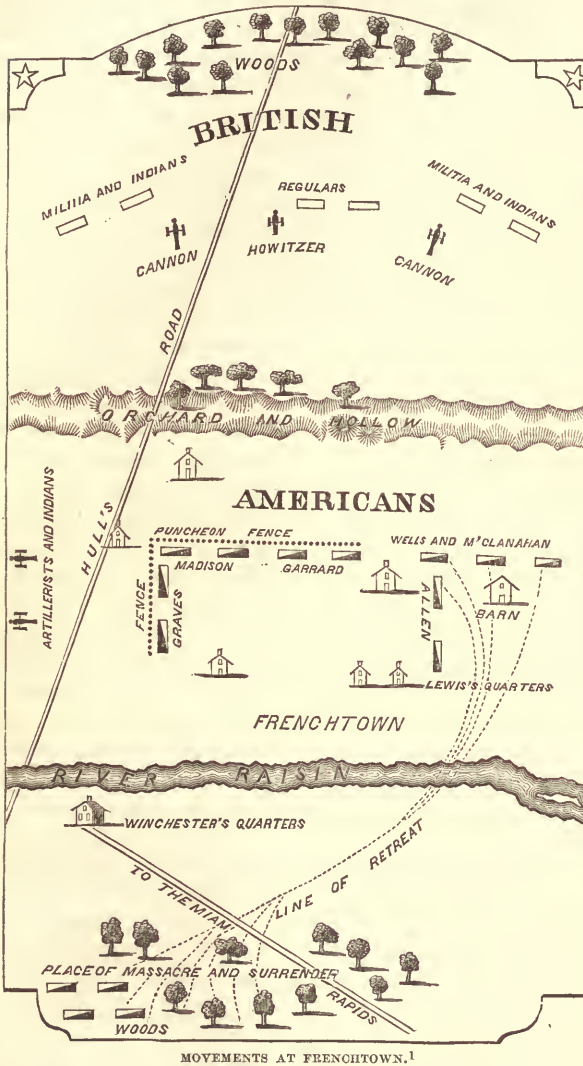 WOODS
BRITISH
MILITIA AND INDIANS
REGULARS
MILITIA AND INDIANS
CANNON
HOWITZER
CANNON
HULL'S ROAD
ORCHARD AND HOLLOW
AMERICANS
ARTILLERISTS AND INDIANS
PUNCHEON FENCE
WELLS AND M'CLANAHAN
MADISON
GARRARD
FENCE
GRAVES
ALLEN
BARN
LEWIS'S QUARTERS
FRENCHTOWN
RIVER RAISIN
WINCHESTER'S QUARTERS
LINE OF RETREAT
TO THE MIAMI RAPIDS
PLACE OF MASSACRE AND SURRENDER
WOODS
MOVEMENTS AT FRENCHTOWN.¹